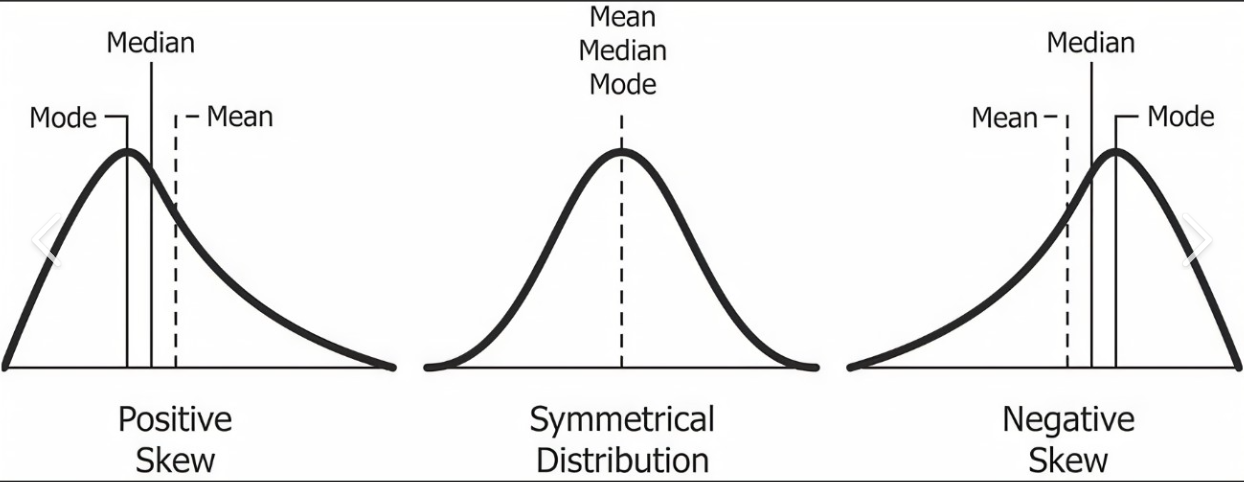 Median
Mode
Mean
Positive
Skew
Mean
Median
Mode
Symmetrical
Distribution
Median
Mean
Mode
Negative
Skew